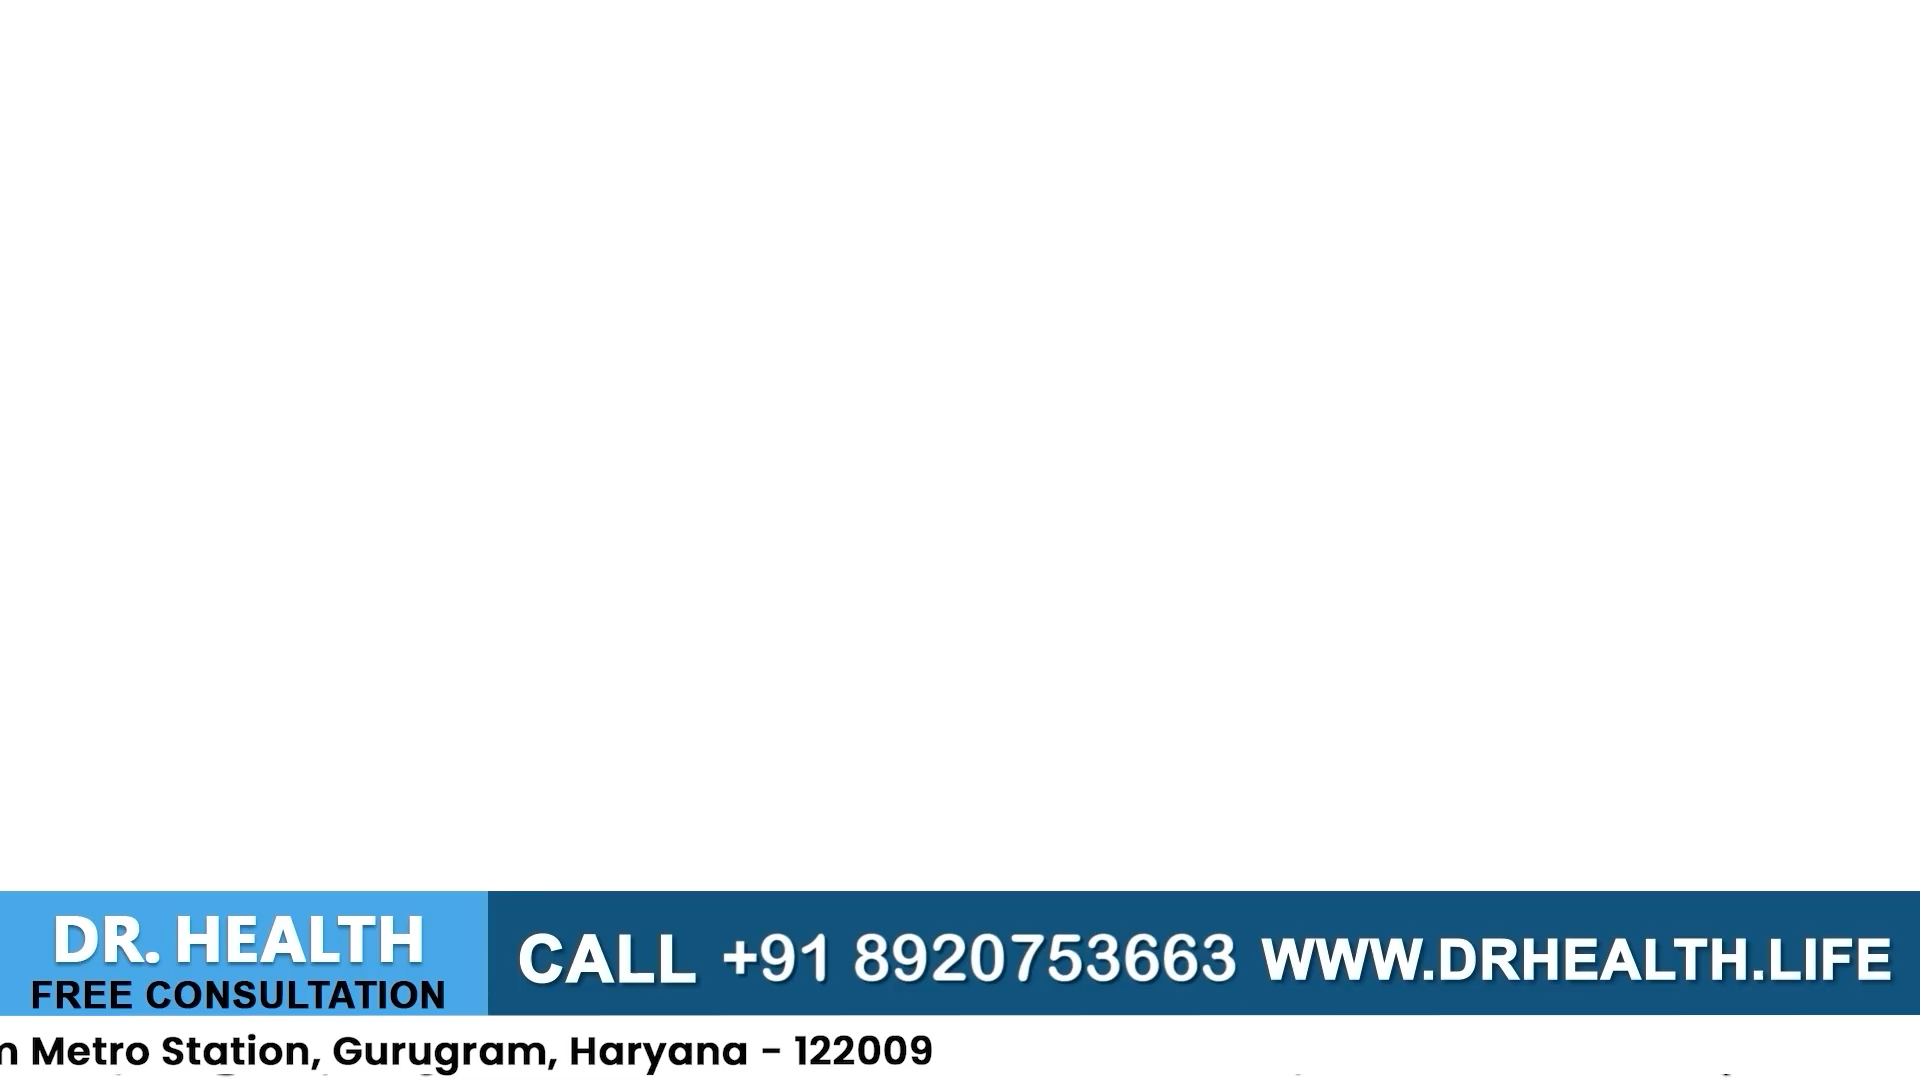 DR. HEALTH
FREE CONSULTATION
CALL +91 8920753663 WWW.DRHEALTH.LIFE
Metro Station, Gurugram, Haryana - 122009